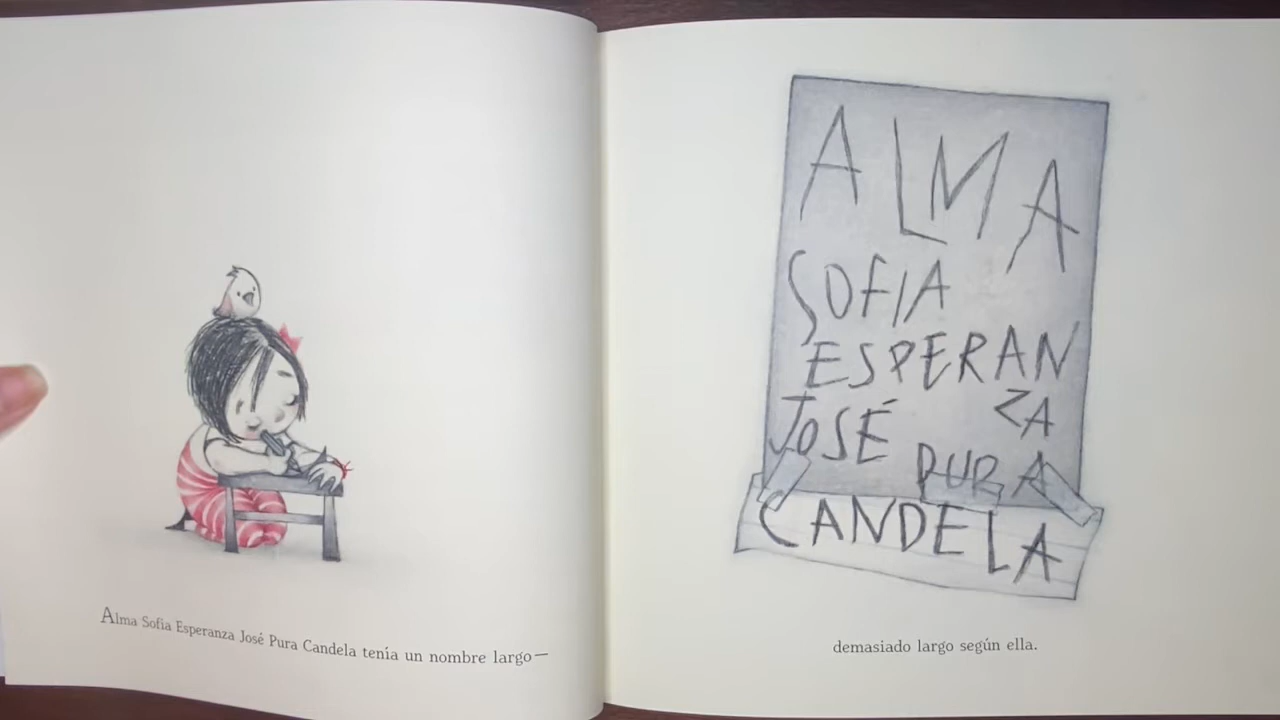 Alma Sofia Esperanza José Pura Candela tenía un nombre largo—
ALMA
SOFIA
ESPERAN
ZA
JOSÉ PURA
CANDELA
demasiado largo según ella.